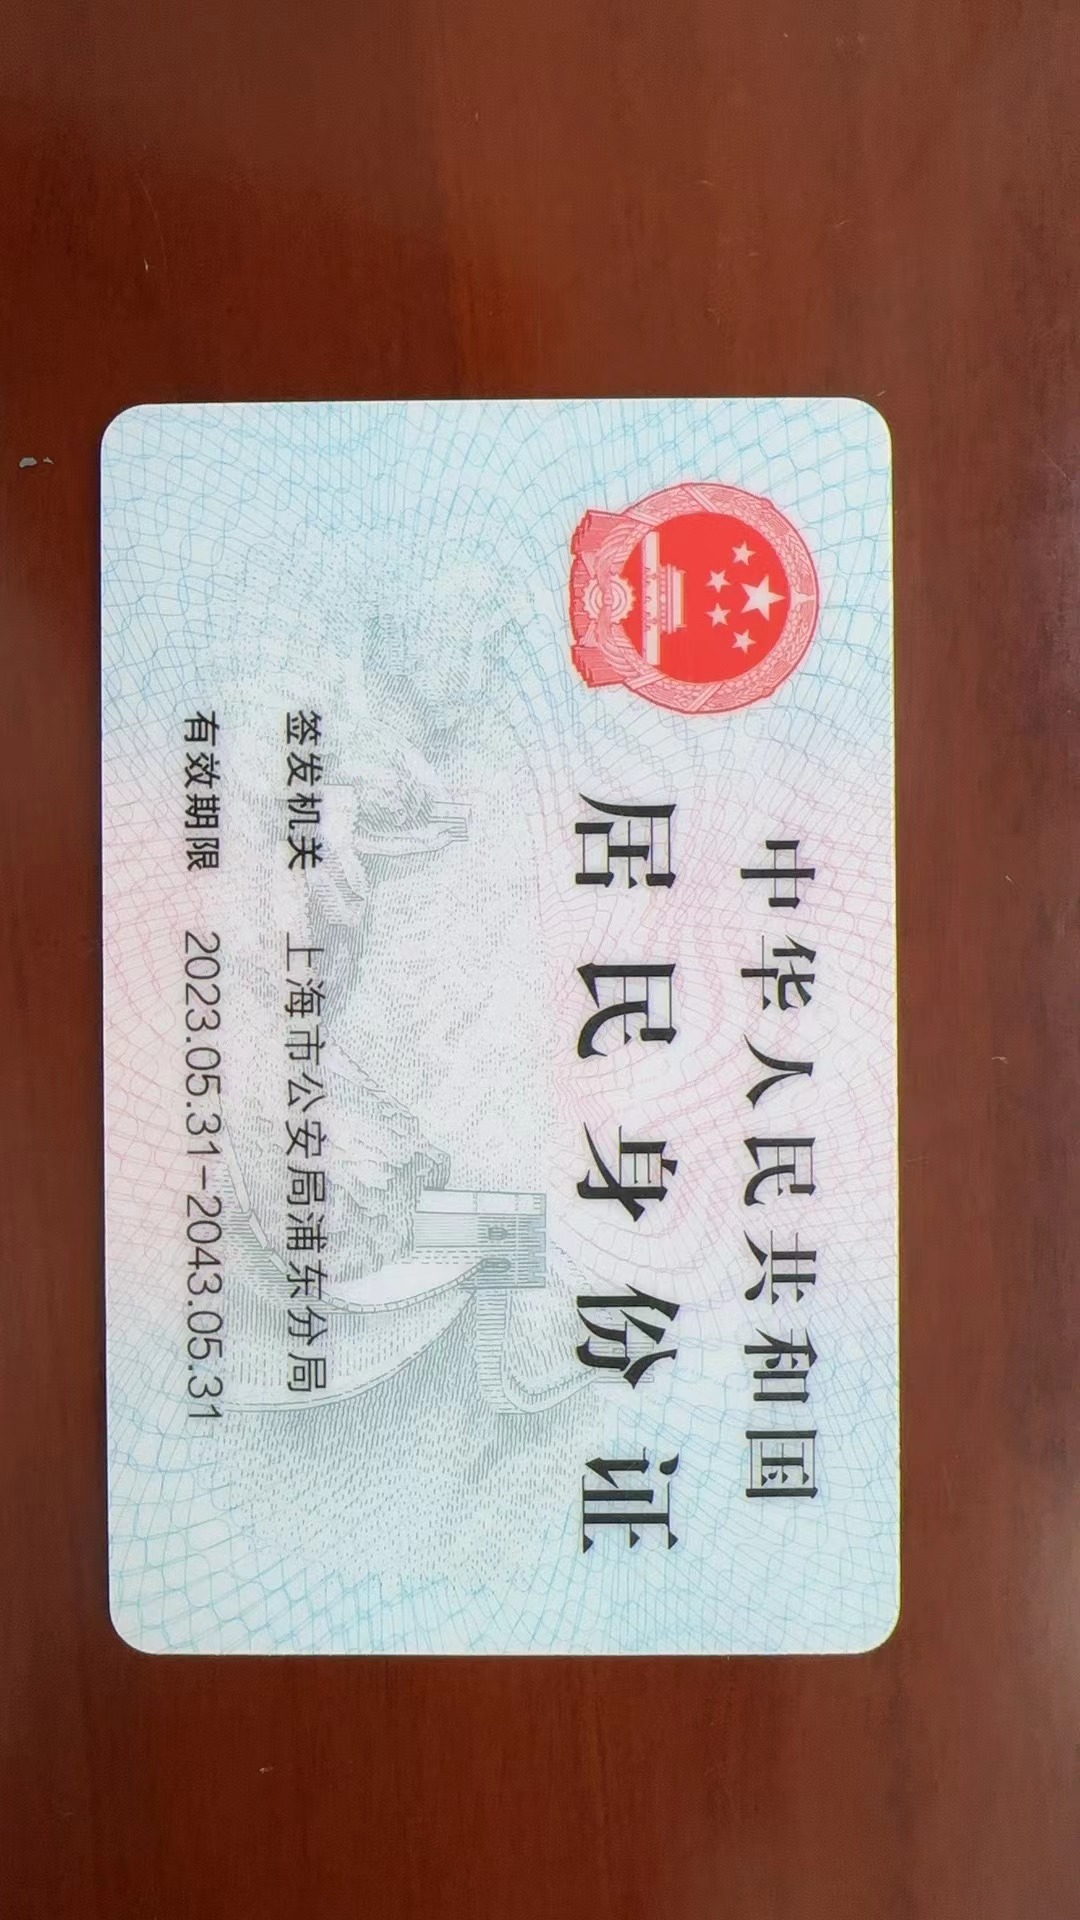 中华人民共和国
居民身份证
签发机关 上海市公安局浦东分局
有效期限 2023.05.31-2043.05.31